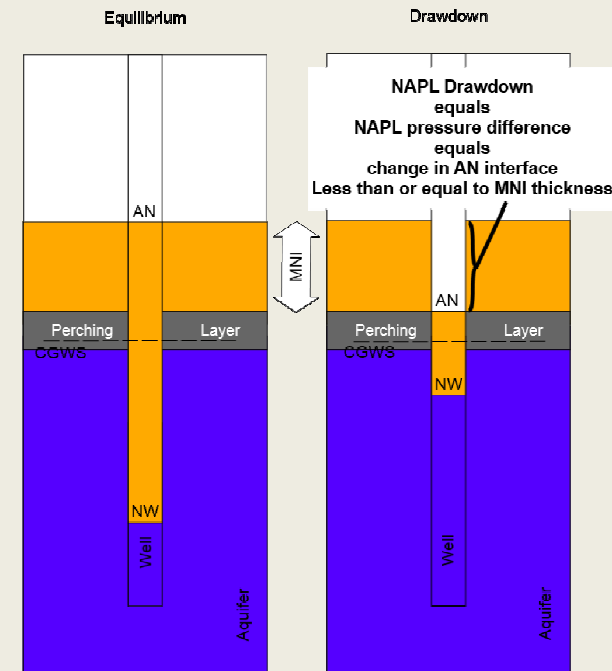 Equilibrium
Drawdown
NAPL Drawdown
equals
NAPL pressure difference
equals
change in AN interface
Less than or equal to MNI thickness
AN
MNI
AN
Perching
Layer
CGWS
Perching
Layer
CGWS
NW
NW
Well
Well
Aquifer
Aquifer